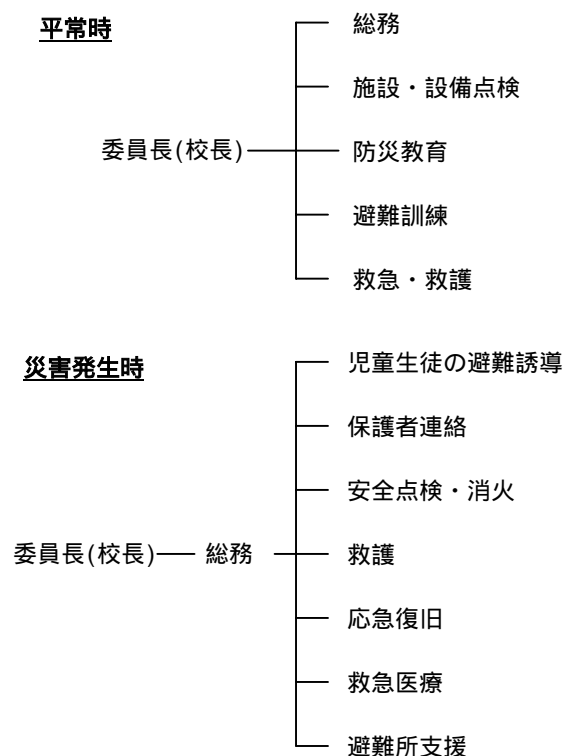 平常時
総務
施設・設備点検
委員長(校長)
防災教育
避難訓練
救急・救護
災害発生時
児童生徒の避難誘導
保護者連絡
安全点検・消火
委員長(校長)
総務
救護
応急復旧
救急医療
避難所支援